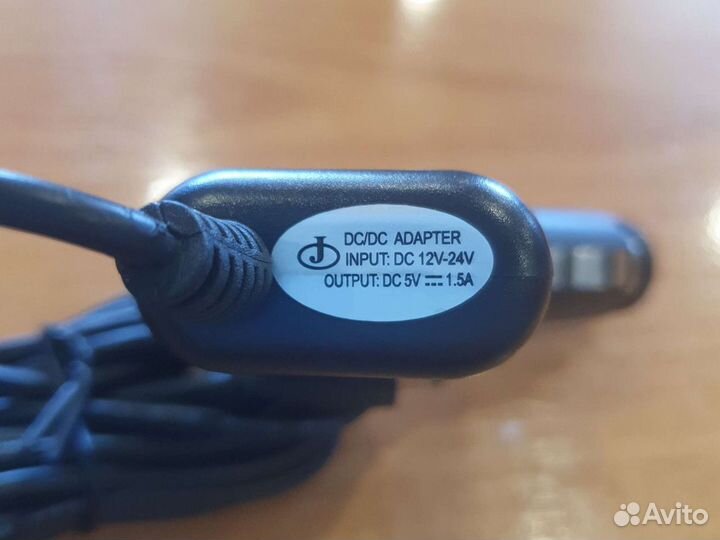 J
DC/DC ADAPTER
INPUT: DC 12V-24V
OUTPUT: DC 5V ⎓ 1.5A
Avito